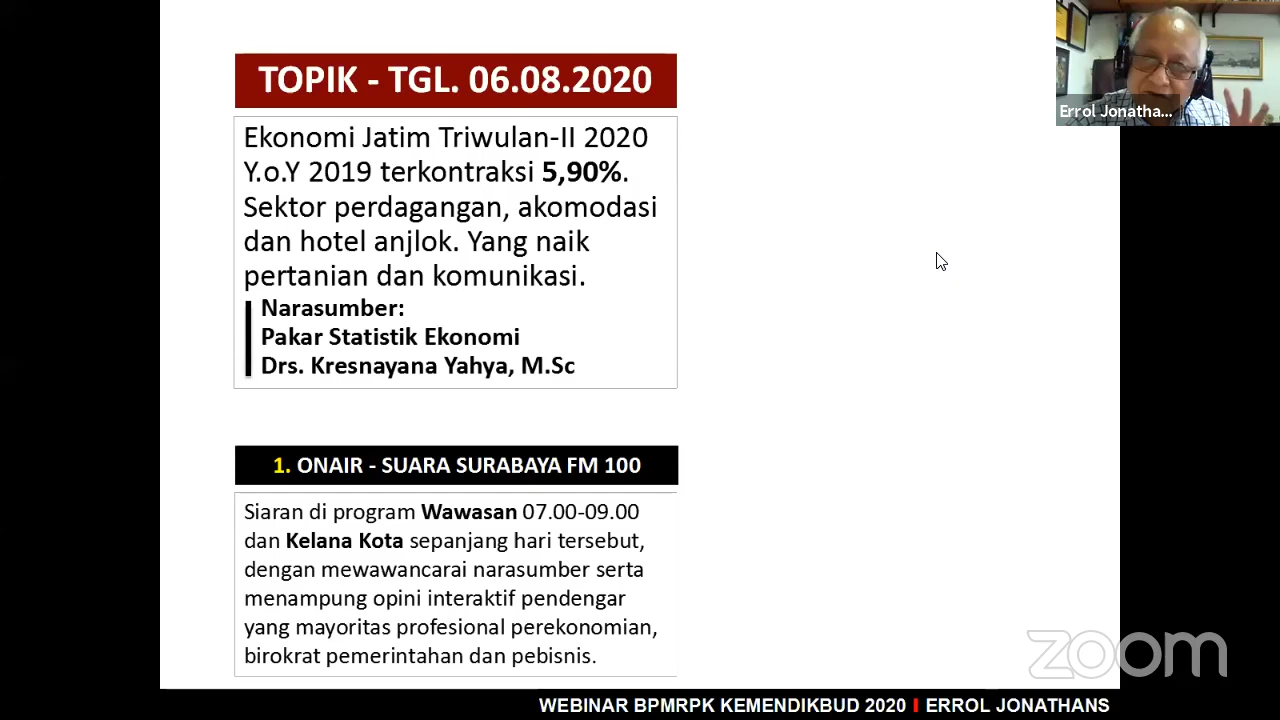 TOPIK - TGL. 06.08.2020
Ekonomi Jatim Triwulan-II 2020
Y.o.Y 2019 terkontraksi 5,90%.
Sektor perdagangan, akomodasi
dan hotel anjlok. Yang naik
pertanian dan komunikasi.
Narasumber:
Pakar Statistik Ekonomi
Drs. Kresnayana Yahya, M.Sc
1. ONAIR - SUARA SURABAYA FM 100
Siaran di program Wawasan 07.00-09.00
dan Kelana Kota sepanjang hari tersebut,
dengan mewawancarai narasumber serta
menampung opini interaktif pendengar
yang mayoritas profesional perekonomian,
birokrat pemerintahan dan pebisnis.
Errol Jonatha...
zoom
WEBINAR BPMRPK KEMENDIKBUD 2020 I ERROL JONATHANS